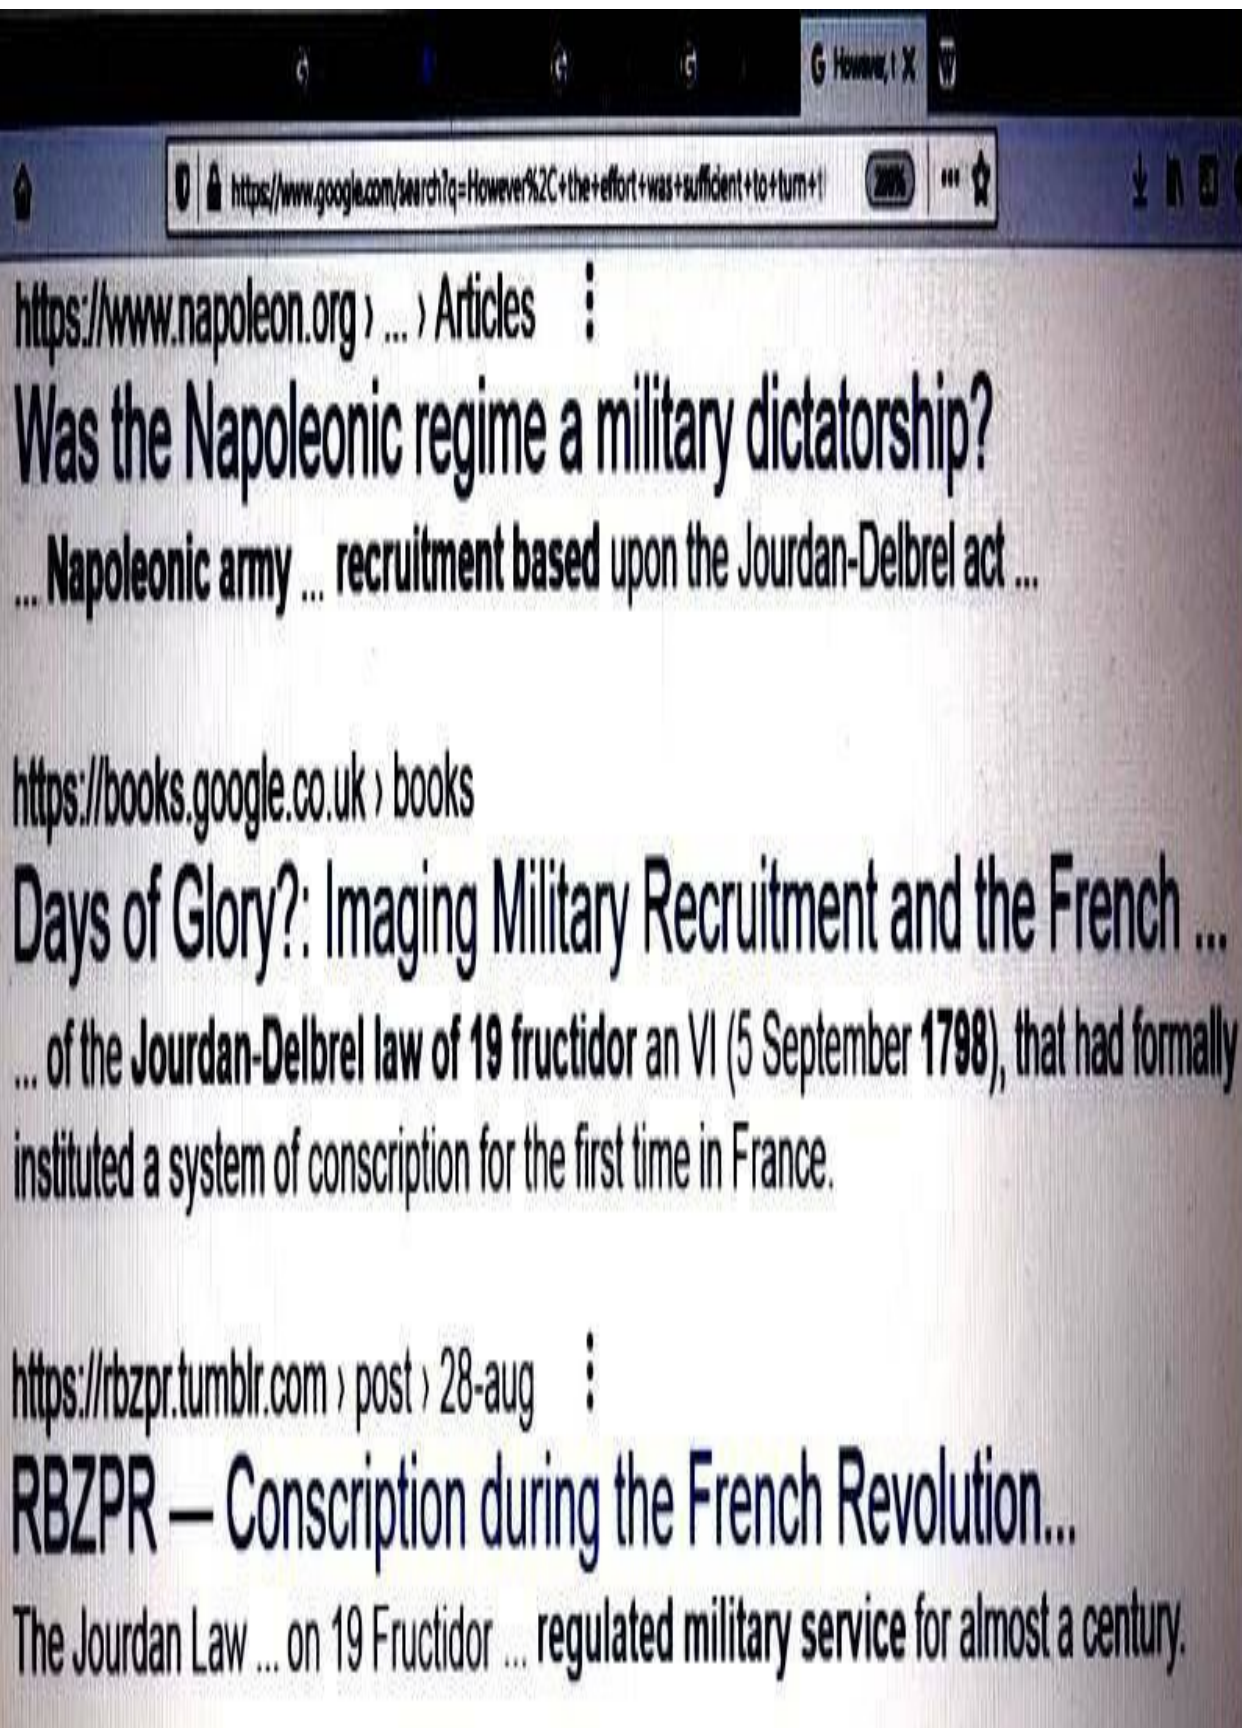 G However, t X
https://www.google.com/search?q=However%2C+the+effort+was+sufficient+to+turn+t 200%
https://www.napoleon.org › ... › Articles
Was the Napoleonic regime a military dictatorship?
... Napoleonic army ... recruitment based upon the Jourdan-Delbrel act ...
https://books.google.co.uk › books
Days of Glory?: Imaging Military Recruitment and the French ...
... of the Jourdan-Delbrel law of 19 fructidor an VI (5 September 1798), that had formally
instituted a system of conscription for the first time in France.
https://rbzpr.tumblr.com › post › 28-aug
RBZPR — Conscription during the French Revolution...
The Jourdan Law ... on 19 Fructidor ... regulated military service for almost a century.